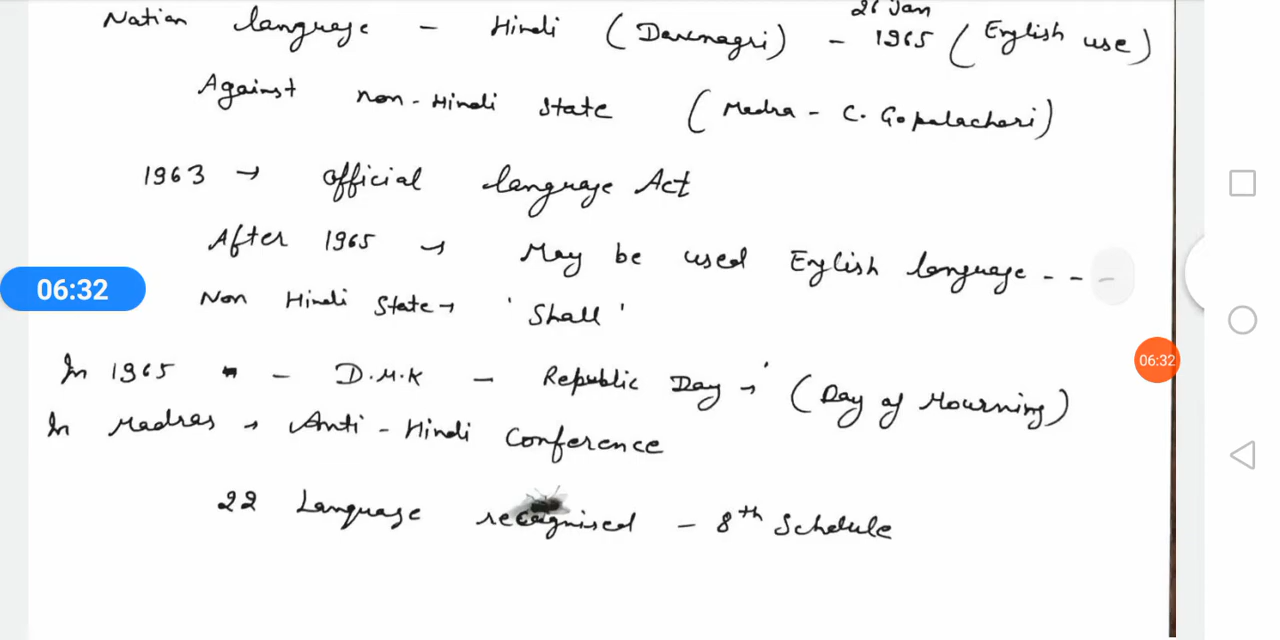 26 Jan
Nation language - Hindi (Devnagri) - 1965 (English use)
Against non-Hindi state (Madra - C. Gopalachari)
1963 → Official language Act
After 1965 → May be used English language - - -
06:32
Non Hindi State → 'Shall'
06:32
In 1965 - D.M.K - Republic Day → (Day of Mourning)
In Madras → Anti-Hindi Conference
22 Language recognised - 8th Schedule